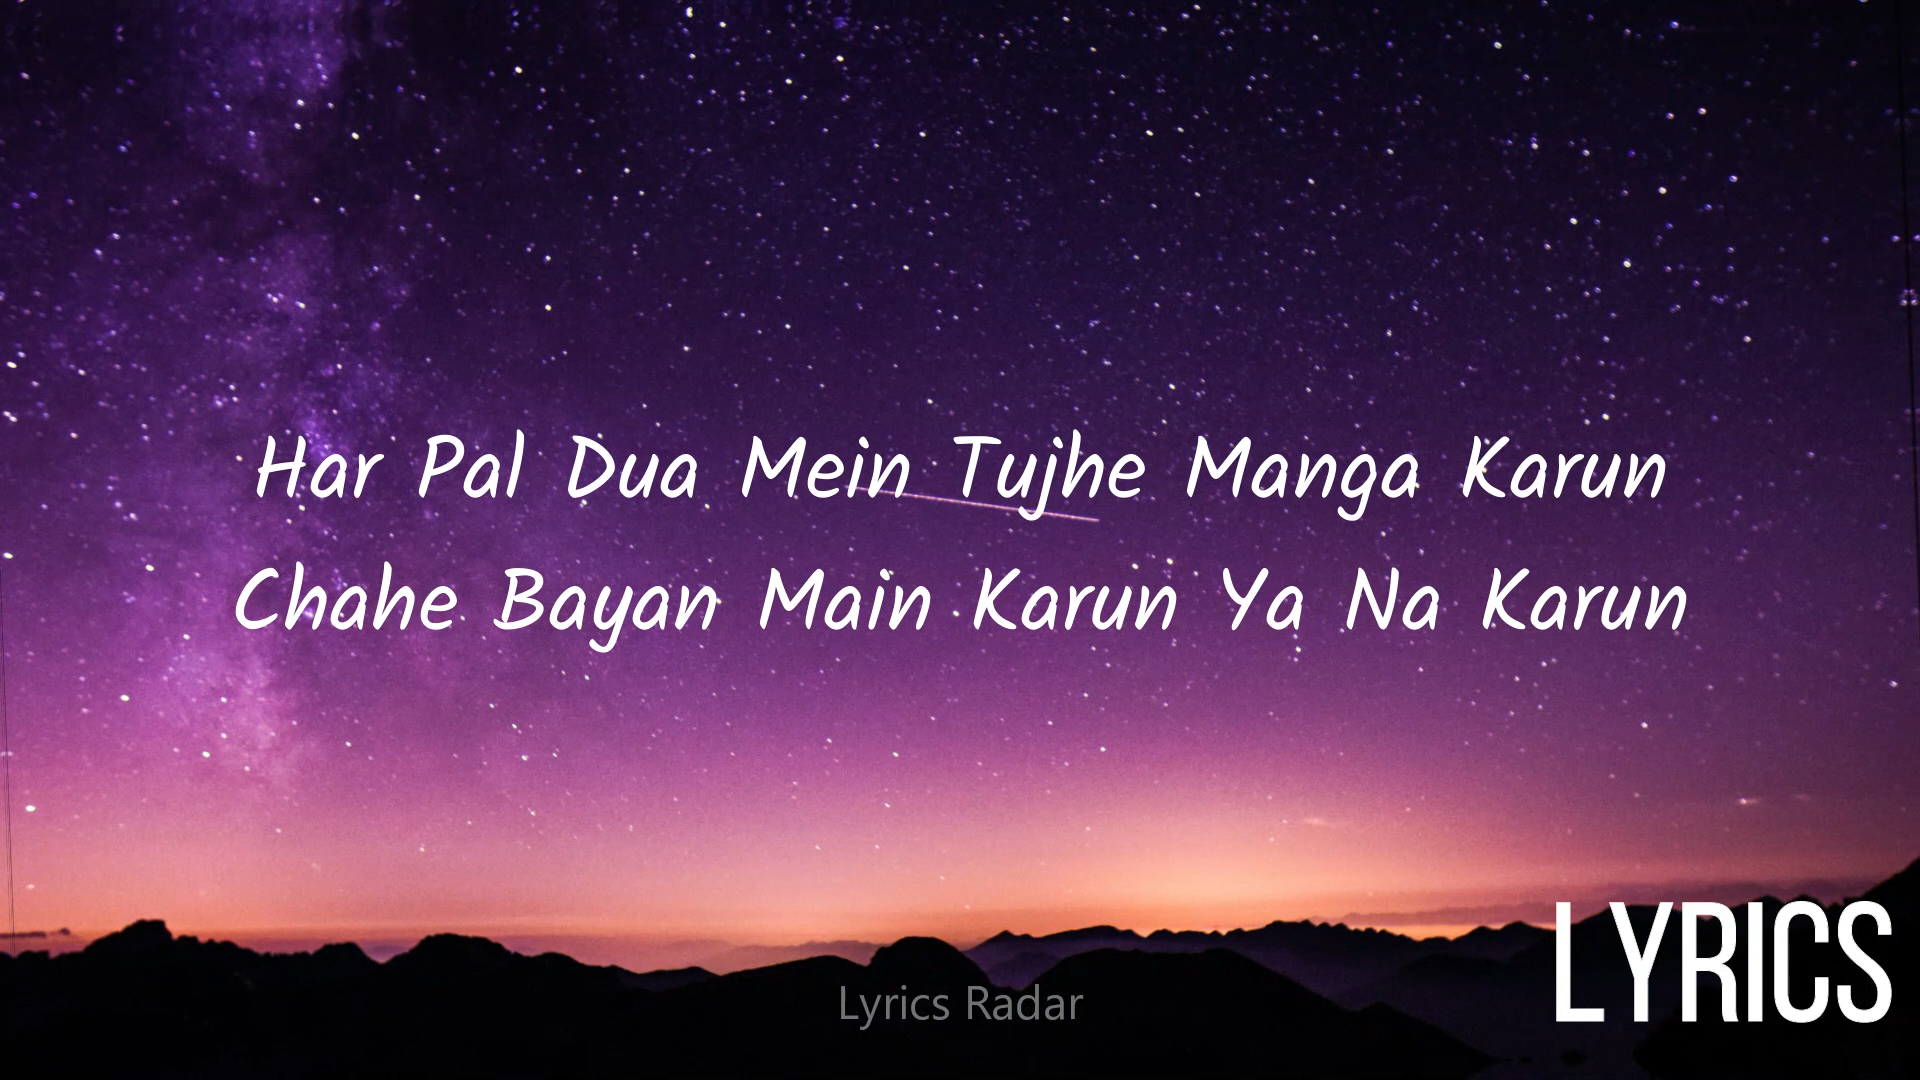 Har Pal Dua Mein Tujhe Manga Karun
Chahe Bayan Main Karun Ya Na Karun
LYRICS
Lyrics Radar